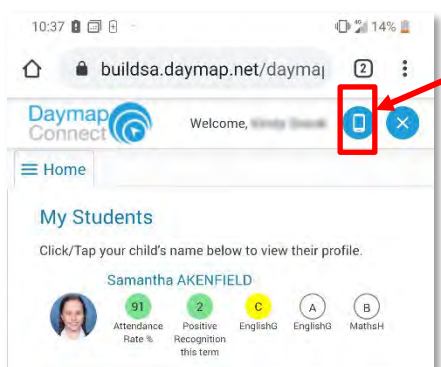 10:37 14%
buildsa.daymap.net/daymap 2
Daymap
Connect
Welcome,
Home
My Students
Click/Tap your child's name below to view their profile.
Samantha AKENFIELD
91 2 C A B
Attendance Positive EnglishG EnglishG MathsH
Rate % Recognition
this term